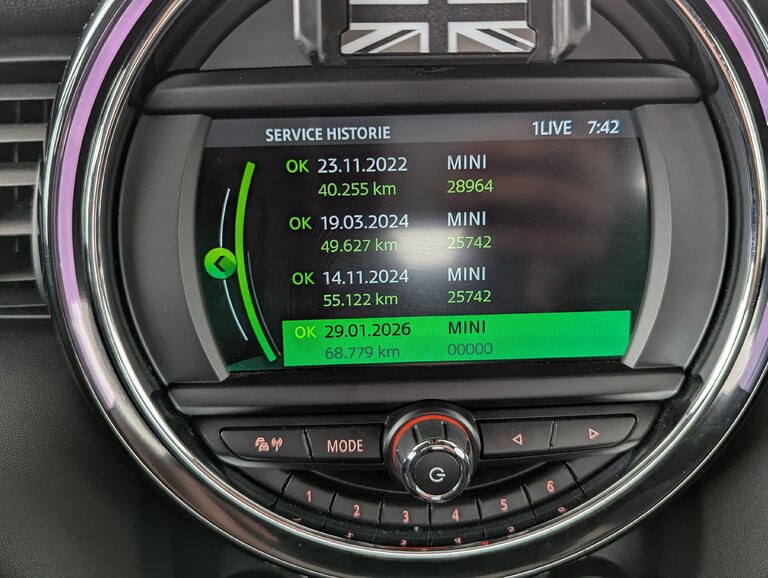 SERVICE HISTORIE 1LIVE 7:42
OK 23.11.2022 MINI
40.255 km 28964
OK 19.03.2024 MINI
49.627 km 25742
OK 14.11.2024 MINI
55.122 km 25742
OK 29.01.2026 MINI
68.779 km 00000
MODE
1 2 3 4 5 6